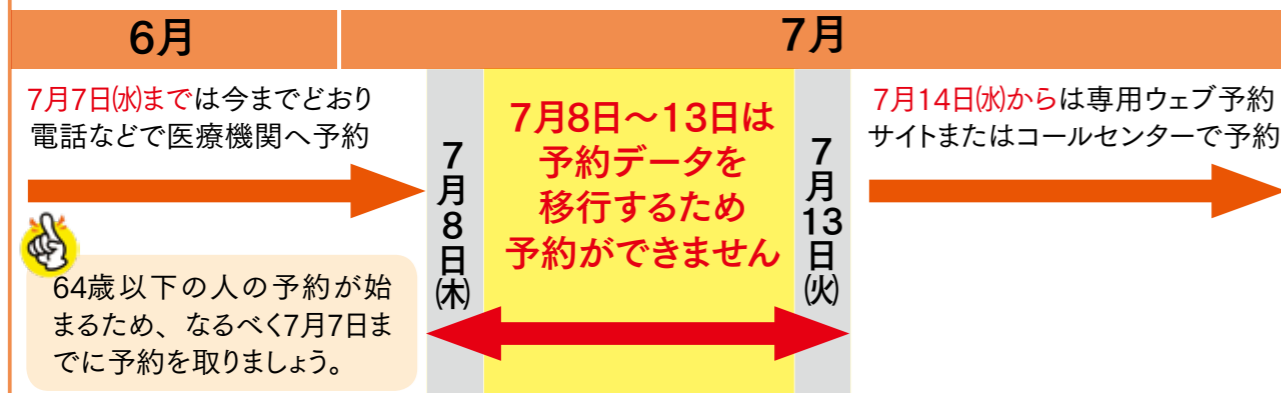 6月
7月
7月7日㈬までは今までどおり
電話などで医療機関へ予約
64歳以下の人の予約が始
まるため、なるべく7月7日ま
でに予約を取りましょう。
7月8日㈭
7月8日〜13日は
予約データを
移行するため
予約ができません
7月13日㈫
7月14日㈬からは専用ウェブ予約
サイトまたはコールセンターで予約